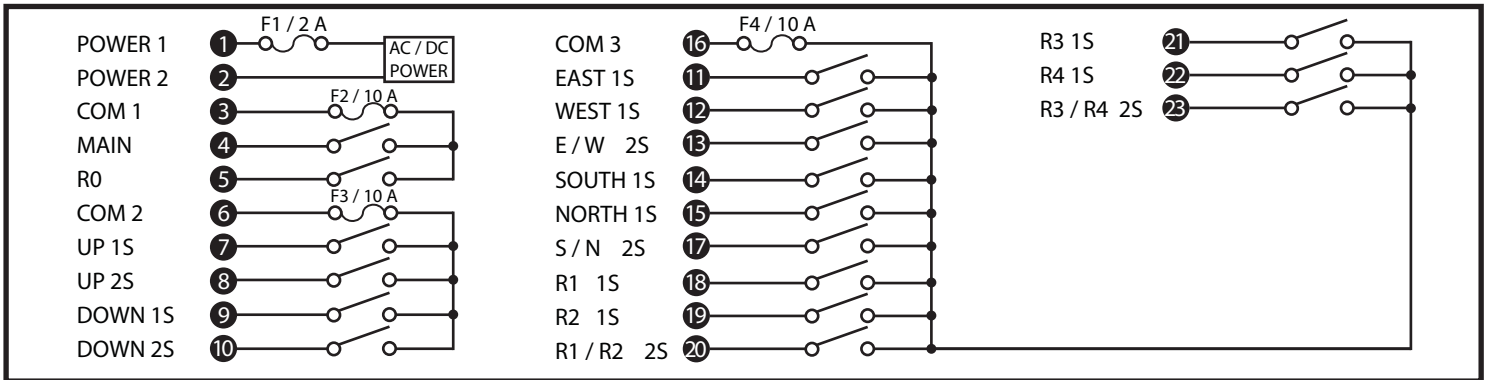 POWER 1 1 F1 / 2 A AC / DC
POWER 2 2 POWER
COM 1 3 F2 / 10 A
MAIN 4
R0 5
COM 2 6 F3 / 10 A
UP 1S 7
UP 2S 8
DOWN 1S 9
DOWN 2S 10
COM 3 16 F4 / 10 A
EAST 1S 11
WEST 1S 12
E / W 2S 13
SOUTH 1S 14
NORTH 1S 15
S / N 2S 17
R1 1S 18
R2 1S 19
R1 / R2 2S 20
R3 1S 21
R4 1S 22
R3 / R4 2S 23